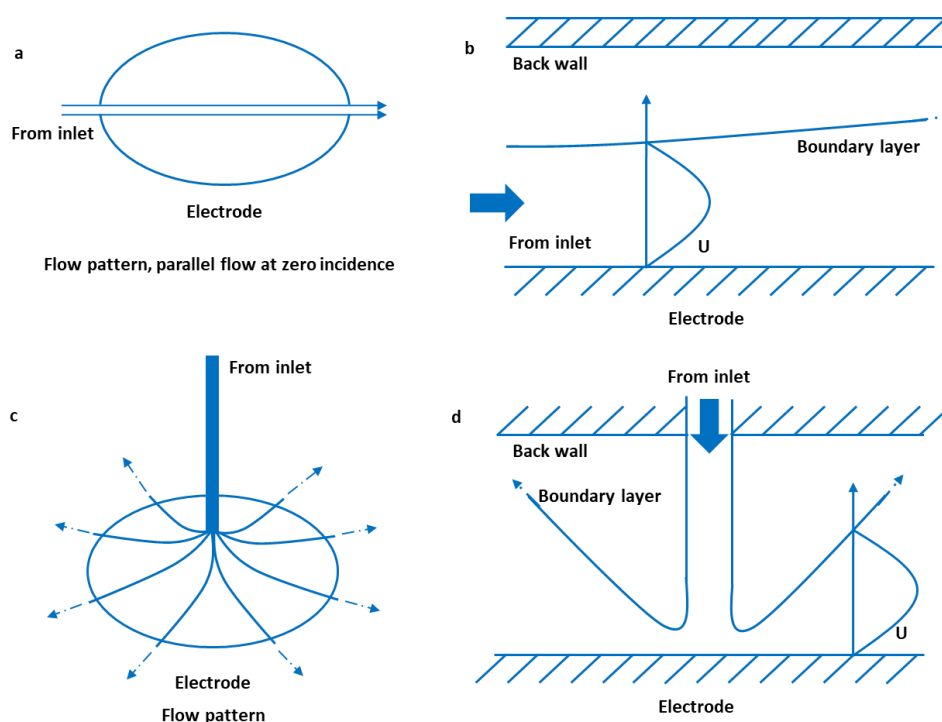 a
From inlet
Electrode
Flow pattern, parallel flow at zero incidence
b
Back wall
Boundary layer
From inlet
U
Electrode
c
From inlet
Electrode
Flow pattern
From inlet
d
Back wall
Boundary layer
U
Electrode